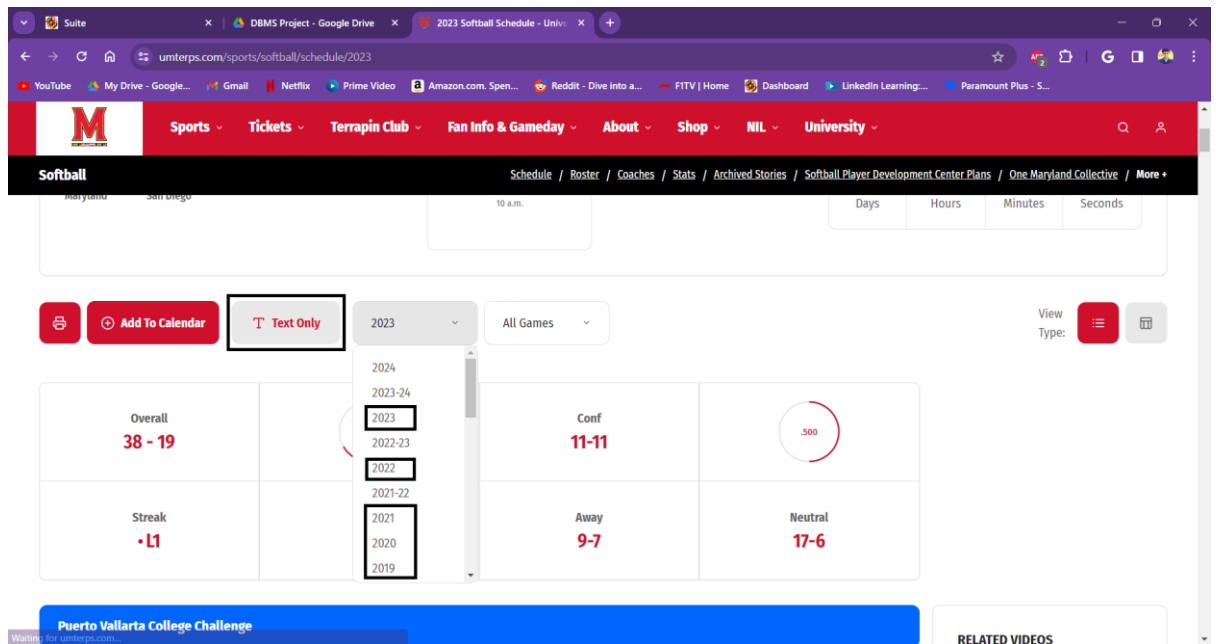 Suite
DBMS Project - Google Drive
2023 Softball Schedule - Unive
umterps.com/sports/softball/schedule/2023
YouTube My Drive - Google... Gmail Netflix Prime Video Amazon.com. Spen... Reddit - Dive into a... F1TV | Home Dashboard LinkedIn Learning:... Paramount Plus - S...
M Sports Tickets Terrapin Club Fan Info & Gameday About Shop NIL University
Softball Schedule / Roster / Coaches / Stats / Archived Stories / Softball Player Development Center Plans / One Maryland Collective / More +
Maryland San Diego 10 a.m. Days Hours Minutes Seconds
Add To Calendar T Text Only 2023 All Games View Type:
2024
2023-24
2023
2022-23
2022
2021-22
2021
2020
2019
Overall
38 - 19
Conf
11-11
.500
Streak
• L1
Away
9-7
Neutral
17-6
Puerto Vallarta College Challenge
RELATED VIDEOS
Waiting for umterps.com...